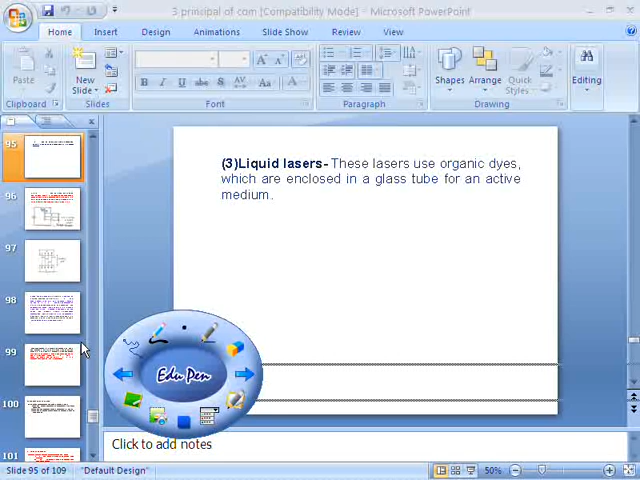 3 principal of com [Compatibility Mode] - Microsoft PowerPoint
Home Insert Design Animations Slide Show Review View
Paste
New Slide
Shapes Arrange Quick Styles
Editing
B I U abe S AV Aa A
Clipboard Slides Font Paragraph Drawing
95
96
97
98
99
100
101
(3)Liquid lasers- These lasers use organic dyes,
which are enclosed in a glass tube for an active
medium.
Edu Pen
Click to add notes
Slide 95 of 109 "Default Design" 50%